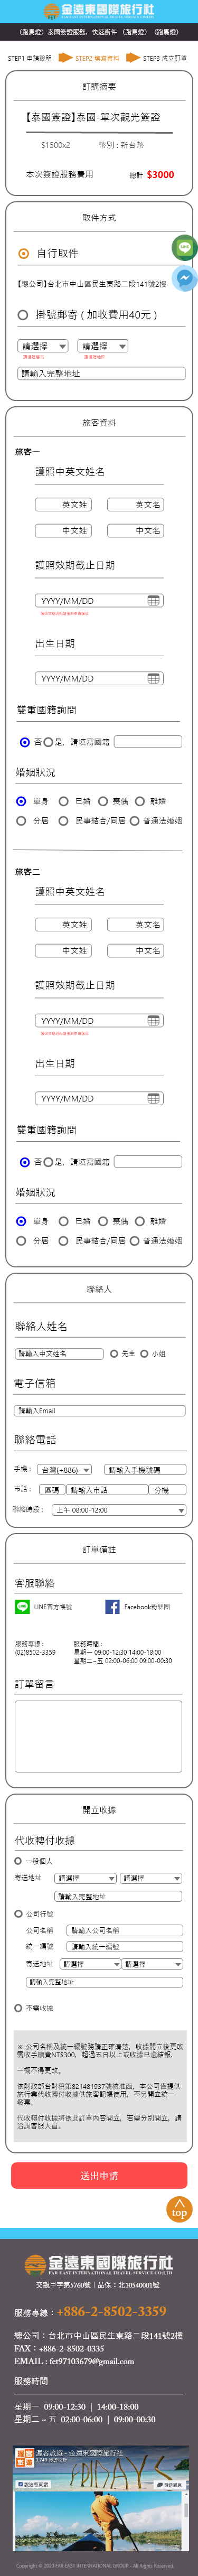 金遠東國際旅行社
(跑馬燈) 泰國簽證服務,快速辦件 (跑馬燈) (跑馬燈)
STEP1 申請說明 STEP2 填寫資料 STEP3 成立訂單
訂購摘要
【泰國簽證】泰國-單次觀光簽證
$1500x2 幣別 : 新台幣
本次簽證服務費用 總計 $3000
取件方式
自行取件
【總公司】台北市中山區民生東路二段141號2樓
掛號郵寄 ( 加收費用40元 )
請選擇 請選擇
請輸入完整地址
旅客資料
旅客一
護照中英文姓名
英文姓 英文名
中文姓 中文名
護照效期截止日期
YYYY/MM/DD
出生日期
YYYY/MM/DD
雙重國籍詢問
否 是,請填寫國籍
婚姻狀況
單身 已婚 喪偶 離婚
分居 民事結合/同居 普通法婚姻
旅客二
護照中英文姓名
英文姓 英文名
中文姓 中文名
護照效期截止日期
YYYY/MM/DD
出生日期
YYYY/MM/DD
雙重國籍詢問
否 是,請填寫國籍
婚姻狀況
單身 已婚 喪偶 離婚
分居 民事結合/同居 普通法婚姻
聯絡人
聯絡人姓名
請輸入中文姓名 先生 小姐
電子信箱
請輸入Email
聯絡電話
手機 : 台灣(+886) 請輸入手機號碼
市話 : 區碼 請輸入市話 分機
聯絡時段 : 上午 08:00-12:00
訂單備註
客服聯絡
LINE官方帳號 Facebook粉絲團
服務專線 : 服務時間 :
(02)8502-3359 星期一 09:00-12:30 14:00-18:00
星期二~五 02:00-06:00 09:00-00:30
訂單留言
開立收據
代收轉付收據
一般個人
寄送地址 請選擇 請選擇
請輸入完整地址
公司行號
公司名稱 請輸入公司名稱
統一編號 請輸入統一編號
寄送地址 請選擇 請選擇
請輸入完整地址
不需收據
※ 公司名稱及統一編號務請正確清楚,收據開立後更改
需收手續費NT$300,超過五日以上或收據已逾繳報,
一概不得更改。
依財政部台財稅第821481937號核准函,本公司僅提供
旅行業代收轉付收據供旅客記帳使用,不另開立統一
發票。
代收轉付收據將依此訂單內容開立,若需分別開立,請
洽詢客服人員。
送出申請
top
金遠東國際旅行社
FAR EAST INTERNATIONAL TRAVEL SERVICE CO.LTD
交觀甲字第5760號 | 品保:北10540001號
服務專線:+886-2-8502-3359
總公司:台北市中山區民生東路二段141號2樓
FAX:+886-2-8502-0335
EMAIL : fet97103679@gmail.com
服務時間
星期一 09:00-12:30 | 14:00-18:00
星期二 – 五 02:00-06:00 | 09:00-00:30
Copyright © 2020 FAR EAST INTERNATIONAL GROUP - All Rights Reserved.